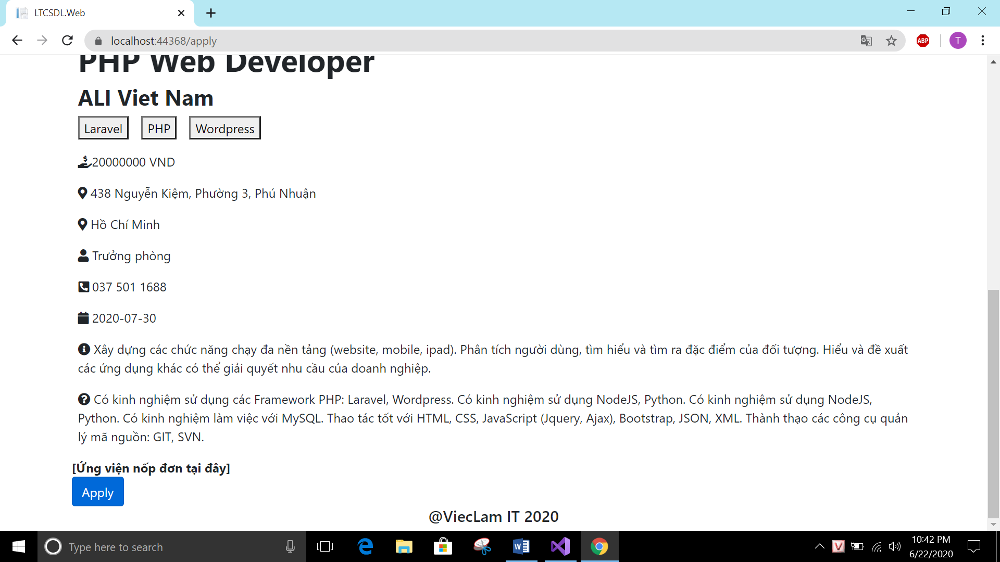 LTCSDL.Web
localhost:44368/apply
ABP
T
PHP Web Developer
ALI Viet Nam
Laravel PHP Wordpress
20000000 VND
438 Nguyễn Kiệm, Phường 3, Phú Nhuận
Hồ Chí Minh
Trưởng phòng
037 501 1688
2020-07-30
Xây dựng các chức năng chạy đa nền tảng (website, mobile, ipad). Phân tích người dùng, tìm hiểu và tìm ra đặc điểm của đối tượng. Hiểu và đề xuất
các ứng dụng khác có thể giải quyết nhu cầu của doanh nghiệp.
Có kinh nghiệm sử dụng các Framework PHP: Laravel, Wordpress. Có kinh nghiệm sử dụng NodeJS, Python. Có kinh nghiệm sử dụng NodeJS,
Python. Có kinh nghiệm làm việc với MySQL. Thao tác tốt với HTML, CSS, JavaScript (Jquery, Ajax), Bootstrap, JSON, XML. Thành thạo các công cụ quản
lý mã nguồn: GIT, SVN.
[Ứng viện nốp đơn tại đây]
Apply
@ViecLam IT 2020
Type here to search
10:42 PM
6/22/2020